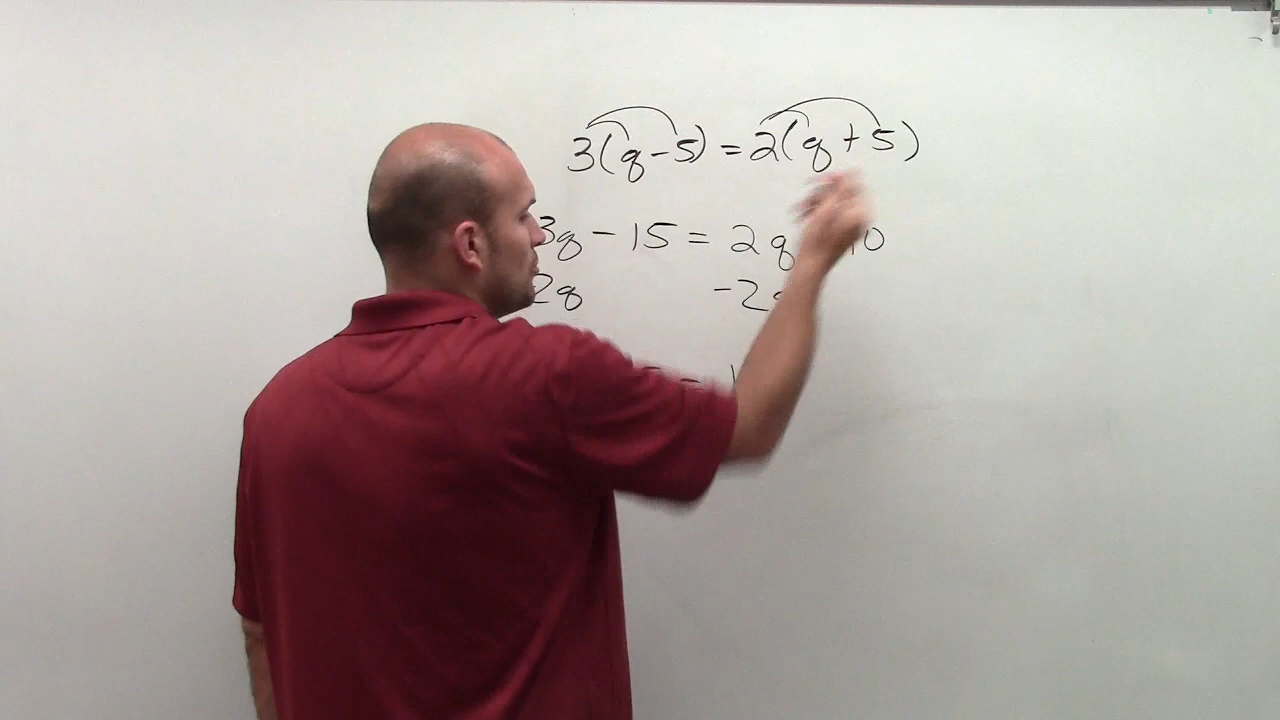 3(q-5)=2(q+5)
3q - 15 = 2q 10
2q -2q
=